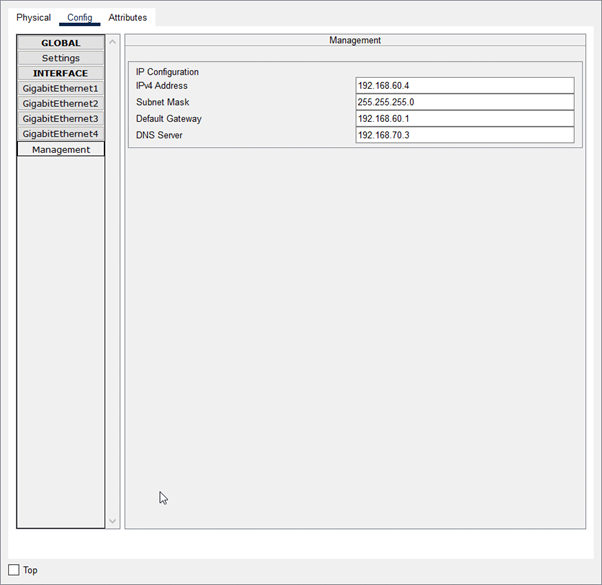 Physical Config Attributes
GLOBAL
Settings
INTERFACE
GigabitEthernet1
GigabitEthernet2
GigabitEthernet3
GigabitEthernet4
Management
Management
IP Configuration
IPv4 Address 192.168.60.4
Subnet Mask 255.255.255.0
Default Gateway 192.168.60.1
DNS Server 192.168.70.3
Top